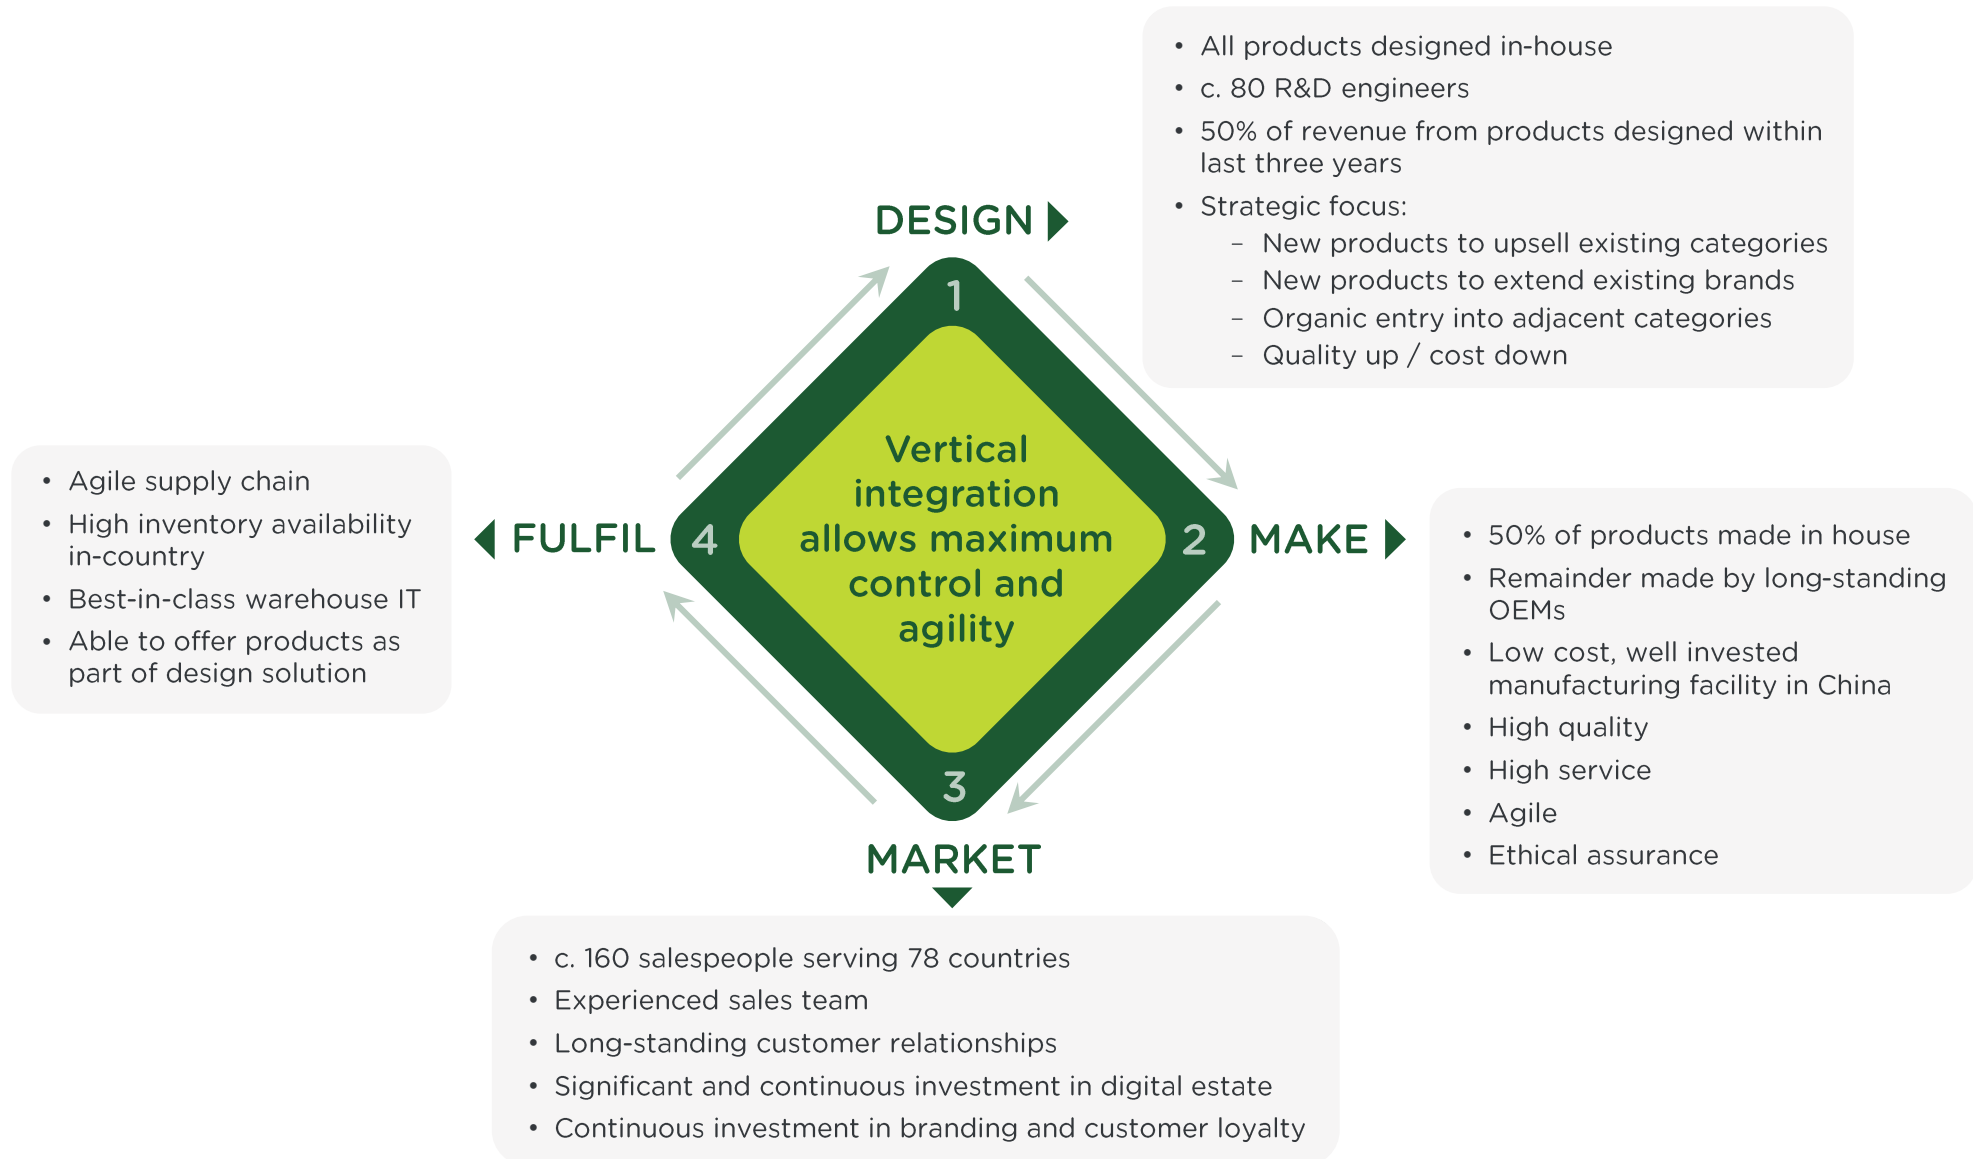 DESIGN
• All products designed in-house
• c. 80 R&D engineers
• 50% of revenue from products designed within
last three years
• Strategic focus:
– New products to upsell existing categories
– New products to extend existing brands
– Organic entry into adjacent categories
– Quality up / cost down
1
Vertical
integration
allows maximum
control and
agility
2
MAKE
• 50% of products made in house
• Remainder made by long-standing
OEMs
• Low cost, well invested
manufacturing facility in China
• High quality
• High service
• Agile
• Ethical assurance
3
MARKET
• c. 160 salespeople serving 78 countries
• Experienced sales team
• Long-standing customer relationships
• Significant and continuous investment in digital estate
• Continuous investment in branding and customer loyalty
4
FULFIL
• Agile supply chain
• High inventory availability
in-country
• Best-in-class warehouse IT
• Able to offer products as
part of design solution